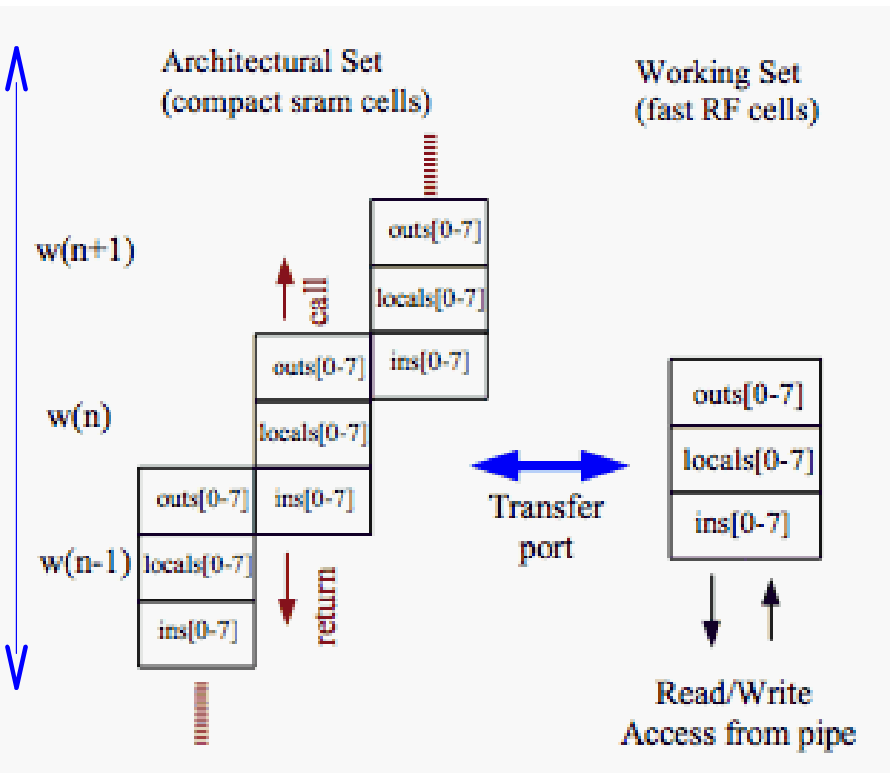 Architectural Set
(compact sram cells)
Working Set
(fast RF cells)
w(n+1)
outs[0-7]
locals[0-7]
ins[0-7]
call
w(n)
outs[0-7]
locals[0-7]
ins[0-7]
w(n-1)
outs[0-7]
locals[0-7]
ins[0-7]
return
Transfer
port
outs[0-7]
locals[0-7]
ins[0-7]
Read/Write
Access from pipe